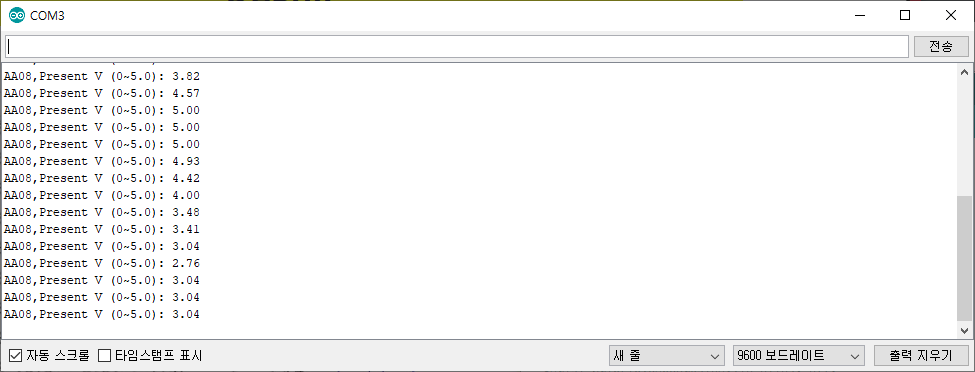 COM3
전송
AA08,Present V (0~5.0): 3.82
AA08,Present V (0~5.0): 4.57
AA08,Present V (0~5.0): 5.00
AA08,Present V (0~5.0): 5.00
AA08,Present V (0~5.0): 5.00
AA08,Present V (0~5.0): 4.93
AA08,Present V (0~5.0): 4.42
AA08,Present V (0~5.0): 4.00
AA08,Present V (0~5.0): 3.48
AA08,Present V (0~5.0): 3.41
AA08,Present V (0~5.0): 3.04
AA08,Present V (0~5.0): 2.76
AA08,Present V (0~5.0): 3.04
AA08,Present V (0~5.0): 3.04
AA08,Present V (0~5.0): 3.04
자동 스크롤 타임스탬프 표시 새 줄 9600 보드레이트 출력 지우기